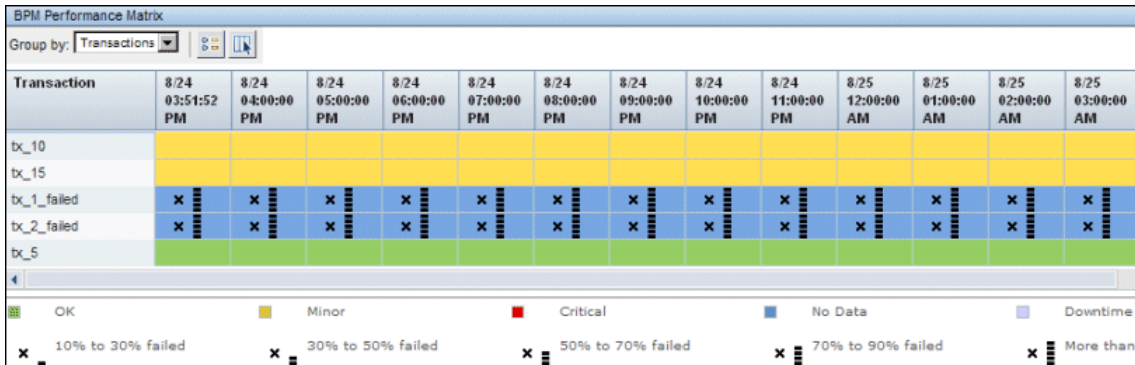 BPM Performance Matrix
Group by: Transactions
Transaction 8/24 03:51:52 PM 8/24 04:00:00 PM 8/24 05:00:00 PM 8/24 06:00:00 PM 8/24 07:00:00 PM 8/24 08:00:00 PM 8/24 09:00:00 PM 8/24 10:00:00 PM 8/24 11:00:00 PM 8/25 12:00:00 AM 8/25 01:00:00 AM 8/25 02:00:00 AM 8/25 03:00:00 AM
tx_10
tx_15
tx_1_failed
tx_2_failed
tx_5
OK Minor Critical No Data Downtime
10% to 30% failed 30% to 50% failed 50% to 70% failed 70% to 90% failed More than